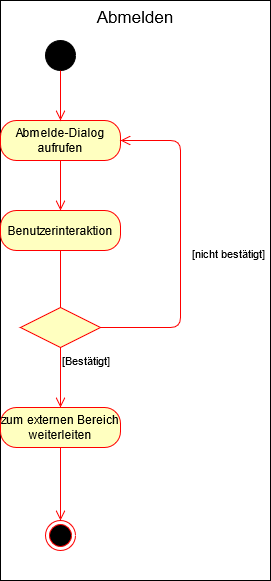 Abmelden
Abmelde-Dialog
aufrufen
Benutzerinteraktion
[nicht bestätigt]
[Bestätigt]
zum externen Bereich
weiterleiten